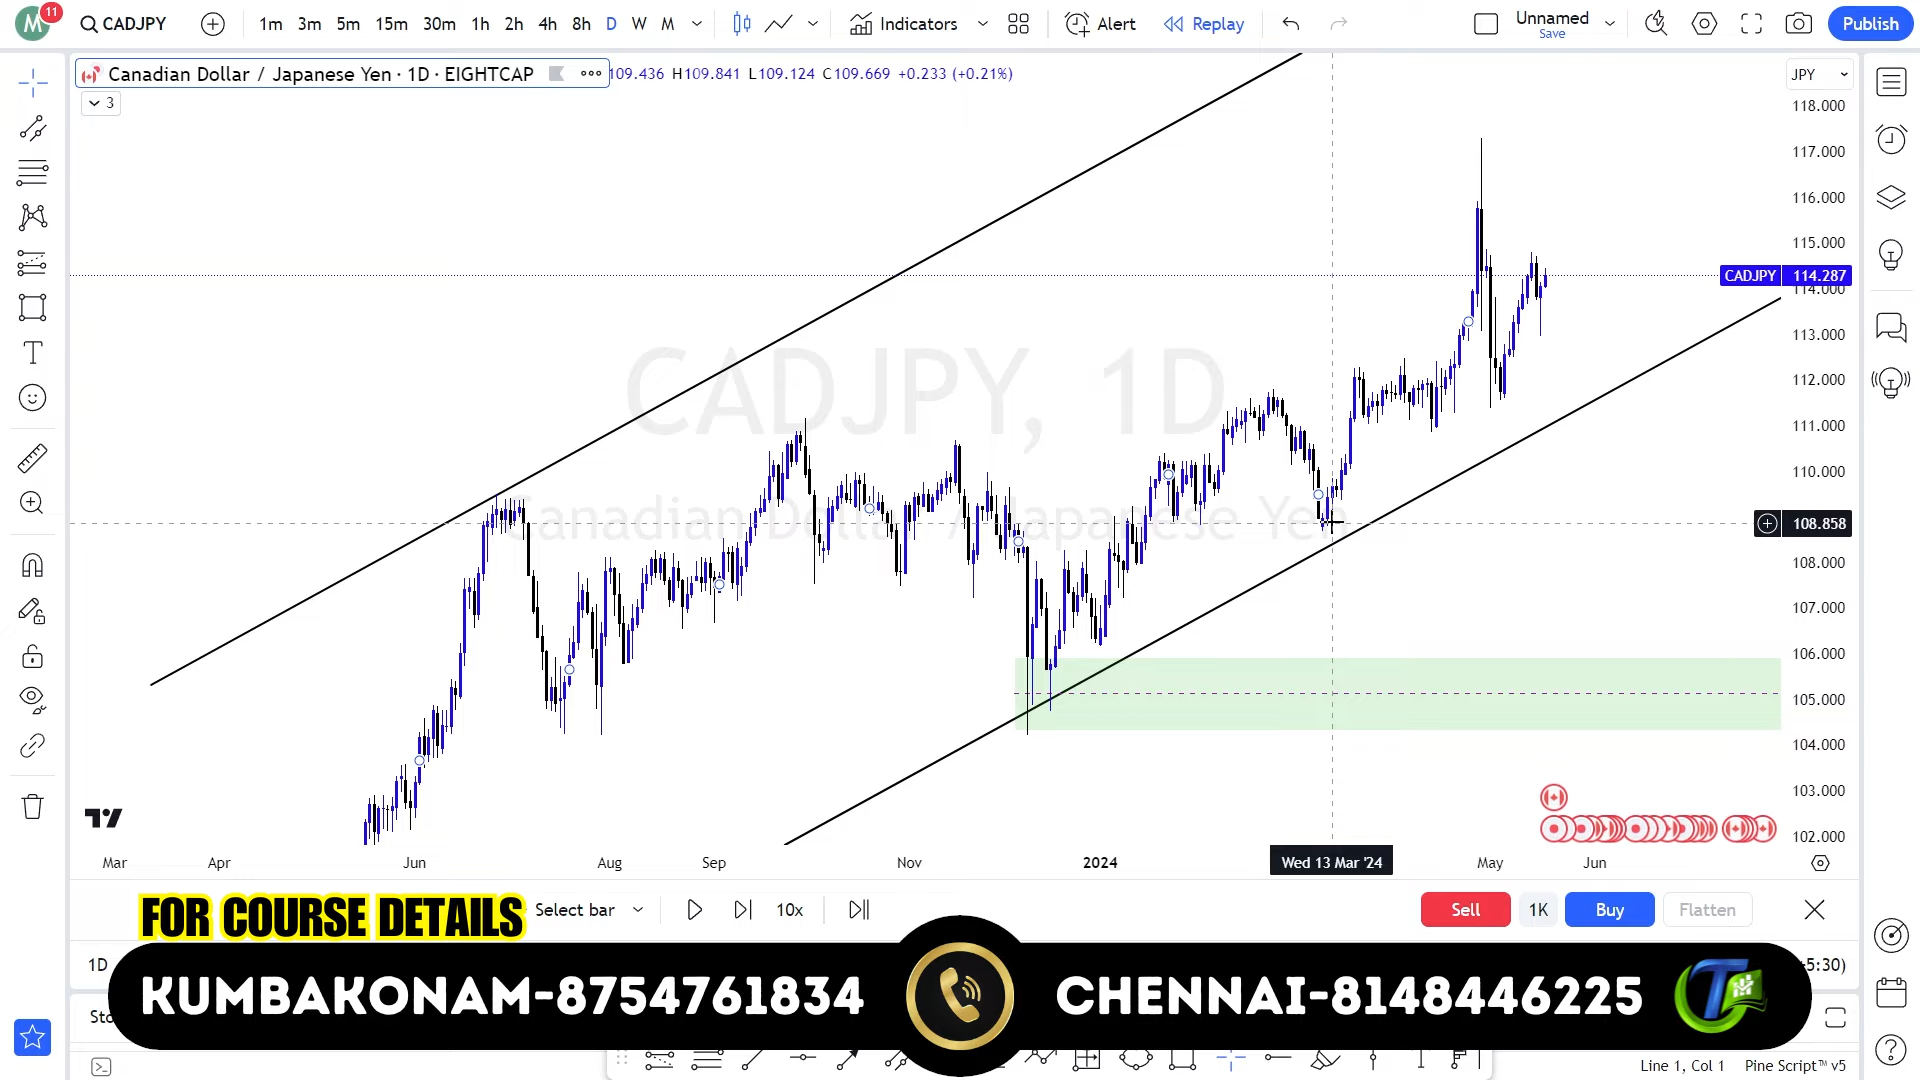 M
11
CADJPY
1m 3m 5m 15m 30m 1h 2h 4h 8h D W M
Indicators
Alert
Replay
Unnamed
Save
Publish
Canadian Dollar / Japanese Yen · 1D · EIGHTCAP
109.436 H109.841 L109.124 C109.669 +0.233 (+0.21%)
JPY
3
118.000
117.000
116.000
115.000
CADJPY 114.287
114.000
113.000
112.000
111.000
110.000
108.858
108.000
107.000
106.000
105.000
104.000
103.000
102.000
CADJPY, 1D
Canadian Dollar / Japanese Yen
Mar Apr Jun Aug Sep Nov 2024 Wed 13 Mar '24 May Jun
FOR COURSE DETAILS
Select bar
10x
Sell
1K
Buy
Flatten
1D
5:30)
KUMBAKONAM-8754761834
CHENNAI-8148446225
Line 1, Col 1 Pine Script™ v5